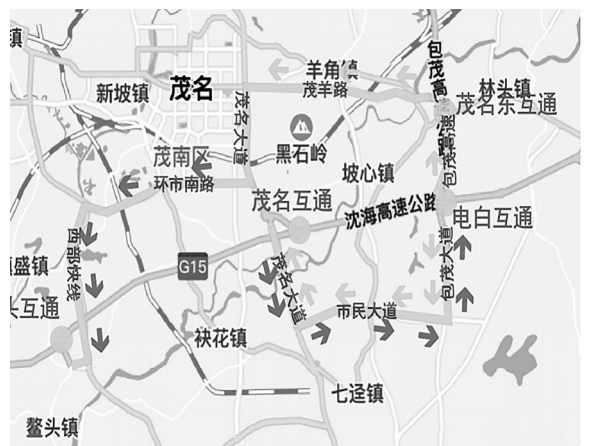 镇
包茂高速
羊角镇
林头镇
新坡镇
茂名
茂羊路
茂名东互通
茂名大道
包茂高速
黑石岭
茂南区
坡心镇
环市南路
茂名互通
沈海高速公路
电白互通
西部快线
盛镇
G15
茂名大道
包茂大道
头互通
市民大道
袂花镇
七迳镇
鳌头镇